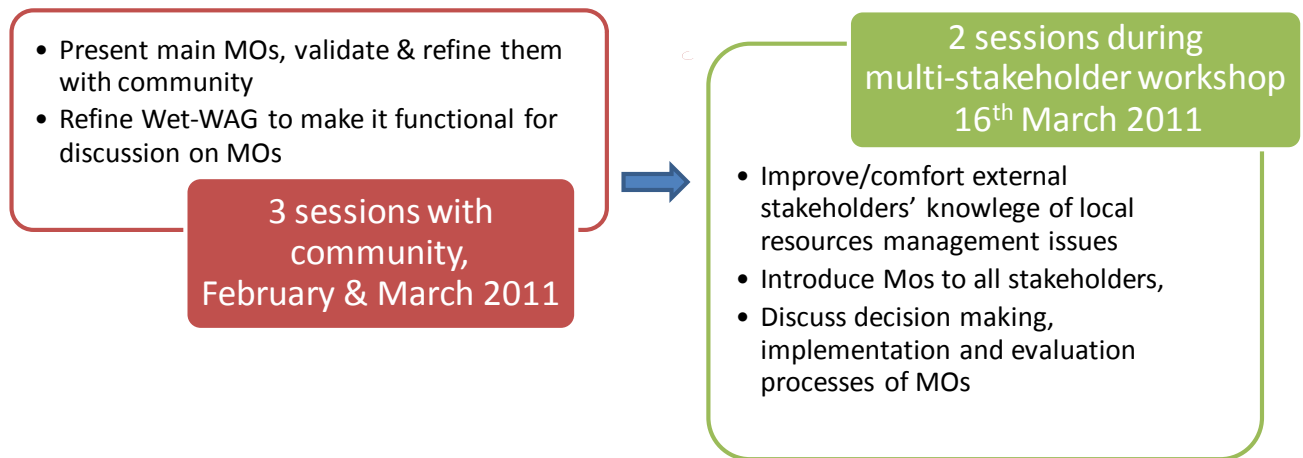 • Present main MOs, validate & refine them
with community
• Refine Wet-WAG to make it functional for
discussion on MOs
3 sessions with
community,
February & March 2011
2 sessions during
multi-stakeholder workshop
16th March 2011
• Improve/comfort external
stakeholders’ knowlege of local
resources management issues
• Introduce Mos to all stakeholders,
• Discuss decision making,
implementation and evaluation
processes of MOs